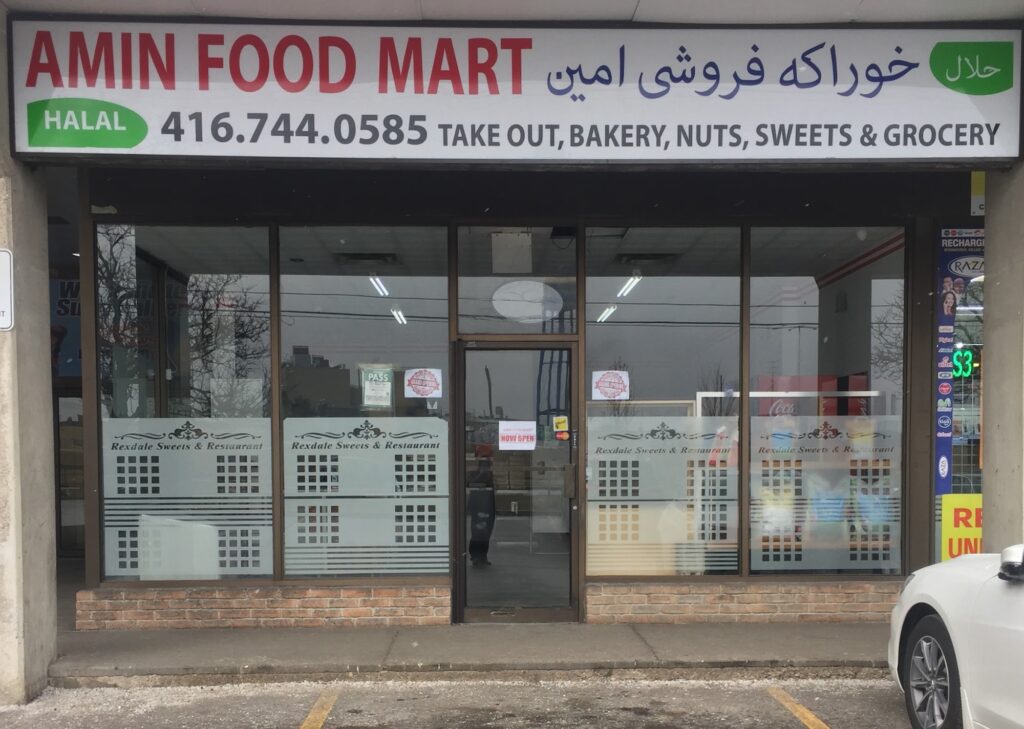 AMIN FOOD MART خوراکه فروشی امین حلال
HALAL 416.744.0585 TAKE OUT, BAKERY, NUTS, SWEETS & GROCERY
RECHARGE
RAZA
PASS
NOW OPEN
Rexdale Sweets & Restaurant
Rexdale Sweets & Restaurant
Rexdale Sweets & Restaurant
Rexdale Sweets & Restaurant
$3